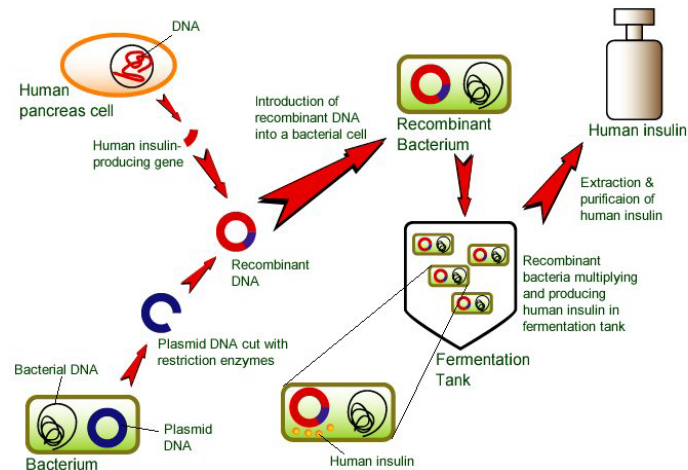 DNA
Human
pancreas cell
Human insulin-
producing gene
Introduction of
recombinant DNA
into a bacterial cell
Recombinant
Bacterium
Human insulin
Extraction &
purificaion of
human insulin
Recombinant
DNA
Recombinant
bacteria multiplying
and producing
human insulin in
fermentation tank
Plasmid DNA cut with
restriction enzymes
Fermentation
Tank
Bacterial DNA
Plasmid
DNA
Bacterium
Human insulin